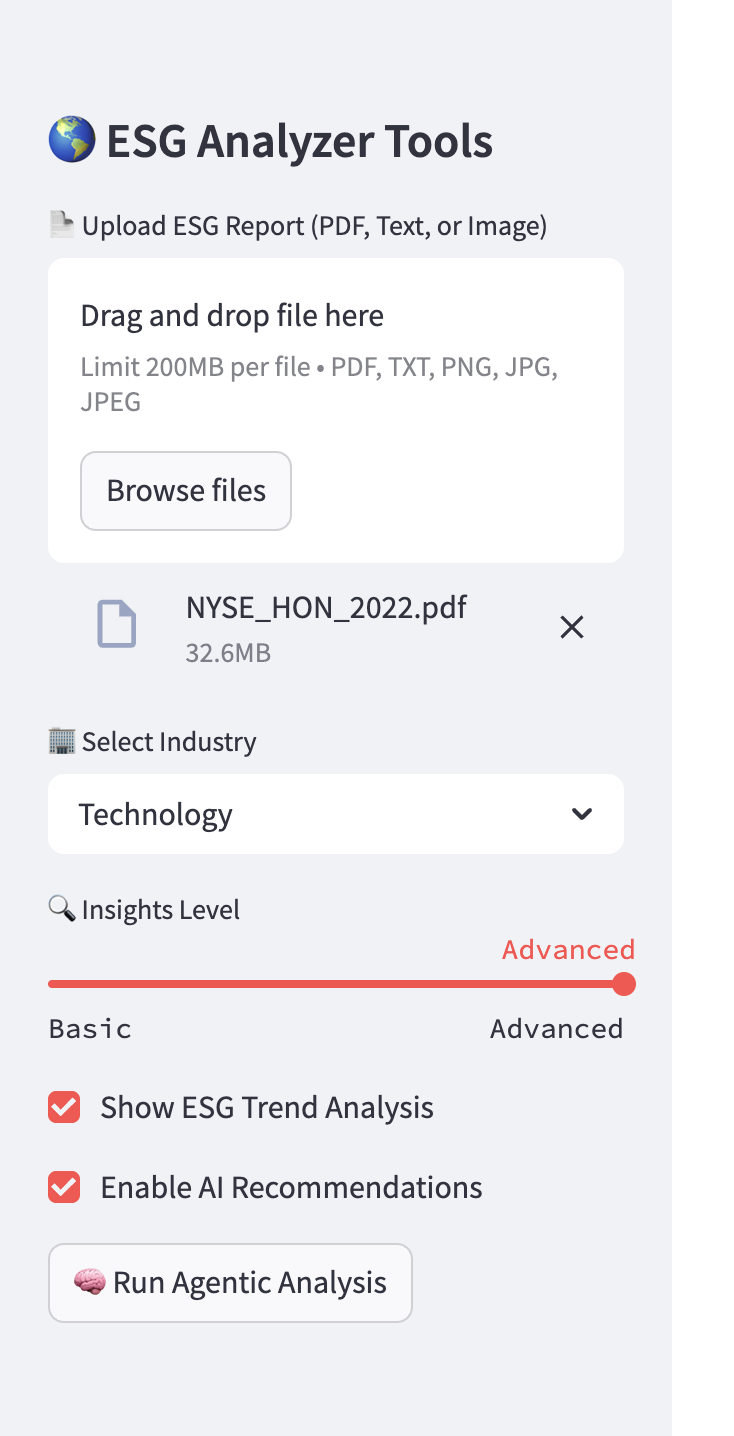 ESG Analyzer Tools
Upload ESG Report (PDF, Text, or Image)
Drag and drop file here
Limit 200MB per file • PDF, TXT, PNG, JPG,
JPEG
Browse files
NYSE_HON_2022.pdf
32.6MB
Select Industry
Technology
Insights Level
Advanced
Basic
Advanced
Show ESG Trend Analysis
Enable AI Recommendations
Run Agentic Analysis